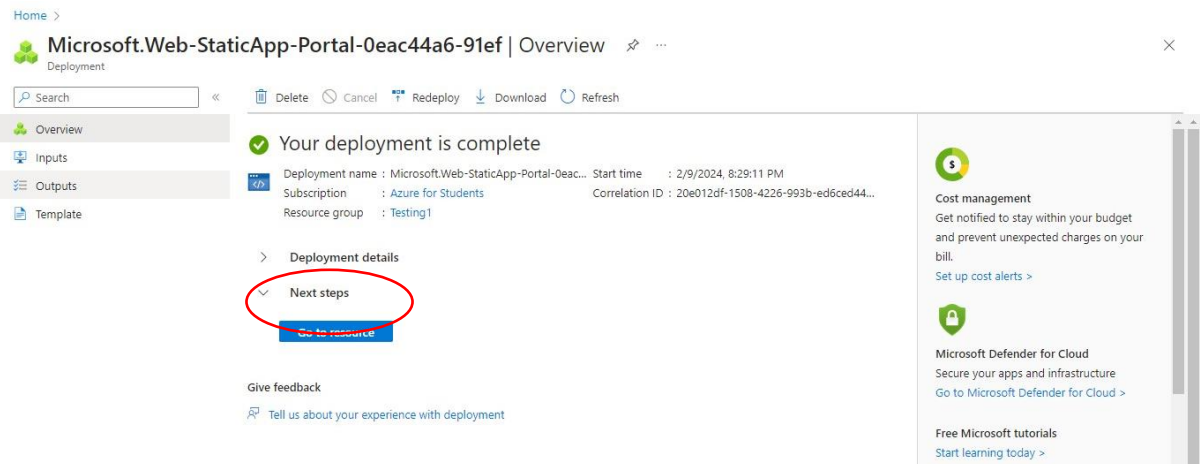 Home >
Microsoft.Web-StaticApp-Portal-0eac44a6-91ef | Overview
Deployment
Search
Overview
Inputs
Outputs
Template
Delete Cancel Redeploy Download Refresh
Your deployment is complete
Deployment name : Microsoft.Web-StaticApp-Portal-0eac... Start time : 2/9/2024, 8:29:11 PM
Subscription : Azure for Students Correlation ID : 20e012df-1508-4226-993b-ed6ced44...
Resource group : Testing1
Deployment details
Next steps
Go to resource
Give feedback
Tell us about your experience with deployment
Cost management
Get notified to stay within your budget
and prevent unexpected charges on your
bill.
Set up cost alerts >
Microsoft Defender for Cloud
Secure your apps and infrastructure
Go to Microsoft Defender for Cloud >
Free Microsoft tutorials
Start learning today >